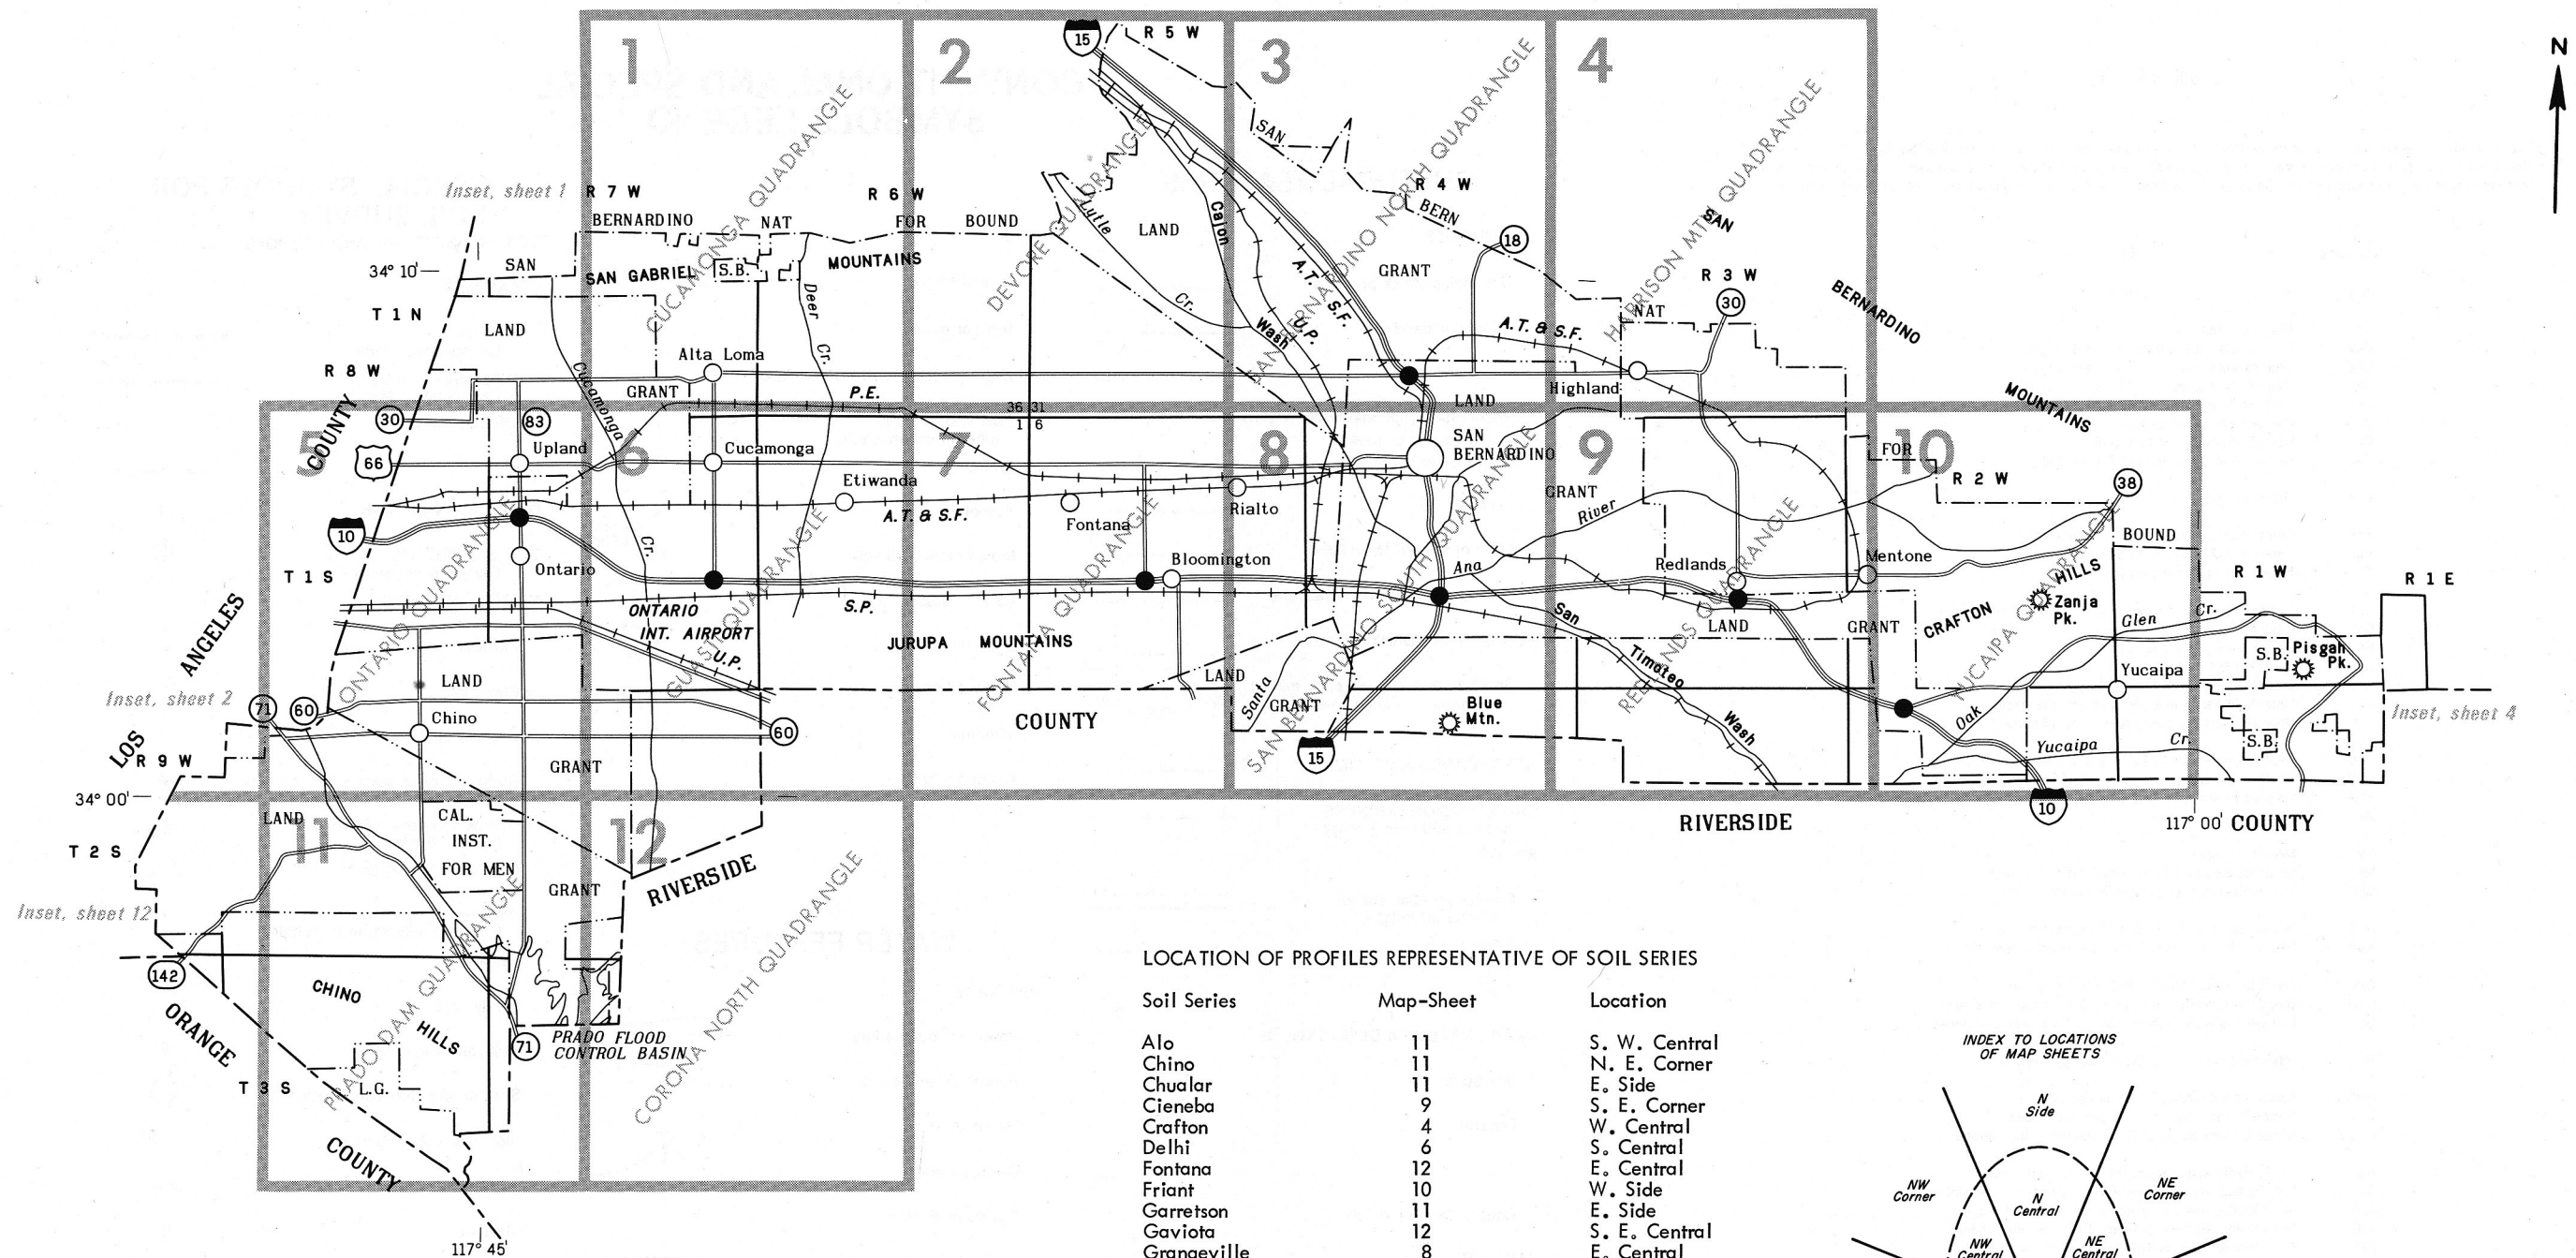 1
2
3
4
15
R 5 W
N
SAN
Inset, sheet 1
R 7 W
R 6 W
R 4 W
BERNARDINO
NAT
FOR
BOUND
BERN
CUCAMONGA QUADRANGLE
DEVORE QUADRANGLE
SAN BERNARDINO NORTH QUADRANGLE
HARRISON MTN QUADRANGLE
Lytle
Cr.
LAND
Cajon
Wash
GRANT
18
SAN
BERNARDINO
MOUNTAINS
R 3 W
30
34° 10'
SAN
SAN GABRIEL
S.B.
MOUNTAINS
Deer
Cr.
T 1 N
LAND
A.T. S.F.
U.P.
A.T. & S.F.
NAT
R 8 W
Alta Loma
Cucamonga
Cr.
GRANT
P.E.
LAND
Highland
36 31
1 6
COUNTY
30
83
5
6
7
8
9
10
66
Upland
Cucamonga
SAN
BERNARDINO
FOR
R 2 W
38
Etiwanda
A.T. & S.F.
Fontana
Rialto
GRANT
River
10
BOUND
Ontario
Bloomington
Ana
Redlands
Mentone
HILLS
T 1 S
R 1 W
R 1 E
ONTARIO QUADRANGLE
GUASTI QUADRANGLE
FONTANA QUADRANGLE
SAN BERNARDINO SOUTH QUADRANGLE
REDLANDS QUADRANGLE
YUCAIPA QUADRANGLE
ONTARIO
INT. AIRPORT
S.P.
U.P.
JURUPA MOUNTAINS
San
Timoteo
Wash
LAND
GRANT
CRAFTON
Zanja
Pk.
Glen
Cr.
S.B.
Pisgah
Pk.
Yucaipa
LOS
ANGELES
Inset, sheet 2
71
60
LAND
Chino
60
COUNTY
LAND
Santa
GRANT
Blue
Mtn.
15
Oak
Yucaipa
Cr.
S.B.
Inset, sheet 4
R 9 W
GRANT
34° 00'
10
117° 00'
RIVERSIDE
COUNTY
LAND
11
CAL.
INST.
FOR MEN
12
T 2 S
GRANT
RIVERSIDE
Inset, sheet 12
142
CHINO
HILLS
ORANGE
PRADO DAM QUADRANGLE
CORONA NORTH QUADRANGLE
71
PRADO FLOOD
CONTROL BASIN
T 3 S
L.G.
COUNTY
117° 45'
LOCATION OF PROFILES REPRESENTATIVE OF SOIL SERIES
Soil Series Map-Sheet Location
Alo 11 S. W. Central
Chino 11 N. E. Corner
Chualar 11 E. Side
Cieneba 9 S. E. Corner
Crafton 4 W. Central
Delhi 6 S. Central
Fontana 12 E. Central
Friant 10 W. Side
Garretson 11 E. Side
Gaviota 12 S. E. Central
Grangeville 8 E. Central
INDEX TO LOCATIONS
OF MAP SHEETS
N
Side
NW
Corner
N
Central
NE
Corner
NW
Central
NE
Central